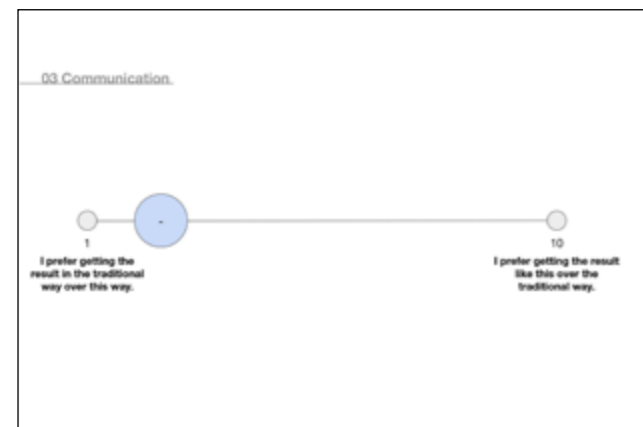 03 Communication
-
1
I prefer getting the
result in the traditional
way over this way.
10
I prefer getting the result
like this over the
traditional way.